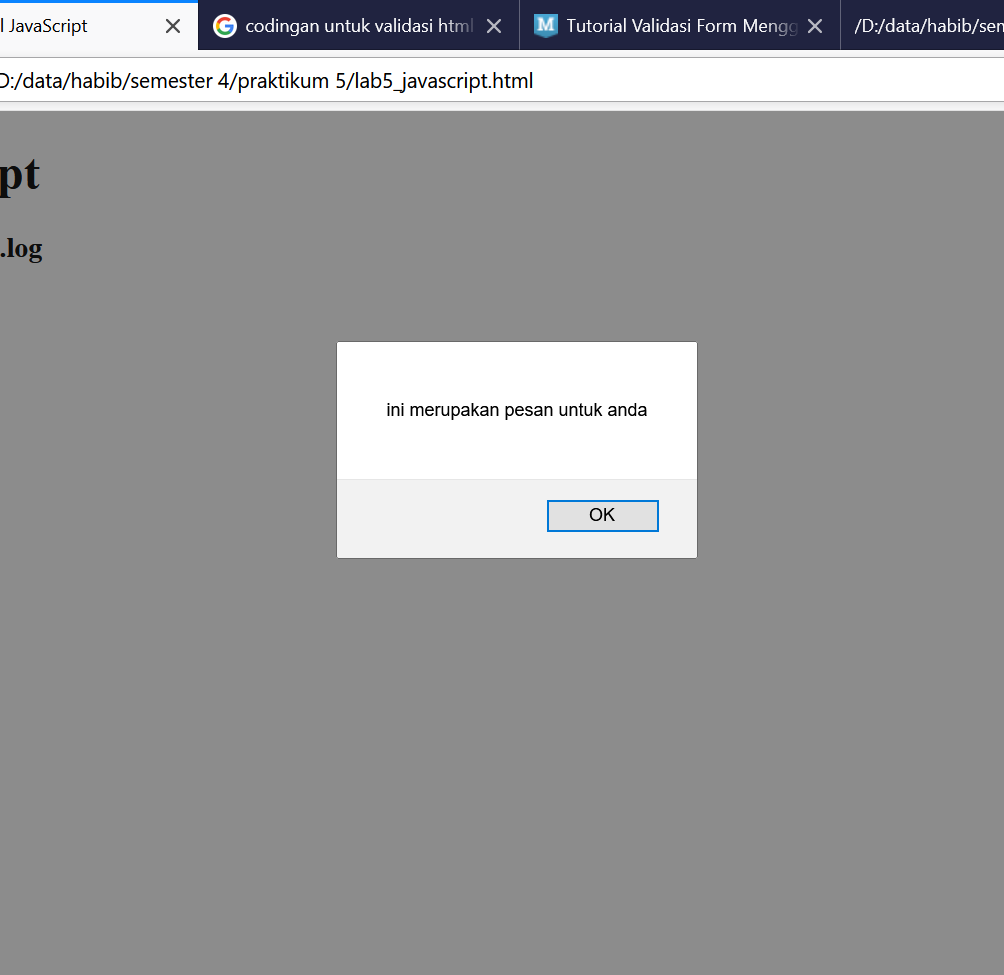 l JavaScript
codingan untuk validasi html
M Tutorial Validasi Form Mengg
/D:/data/habib/sem
D:/data/habib/semester 4/praktikum 5/lab5_javascript.html
pt
.log
ini merupakan pesan untuk anda
OK